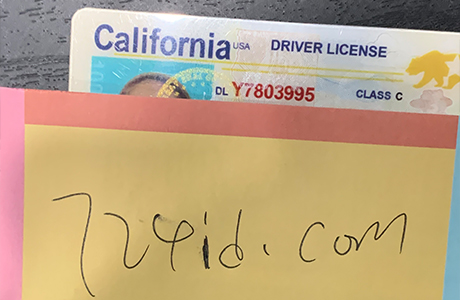 California USA DRIVER LICENSE
DL Y7803995 CLASS C
724id.com